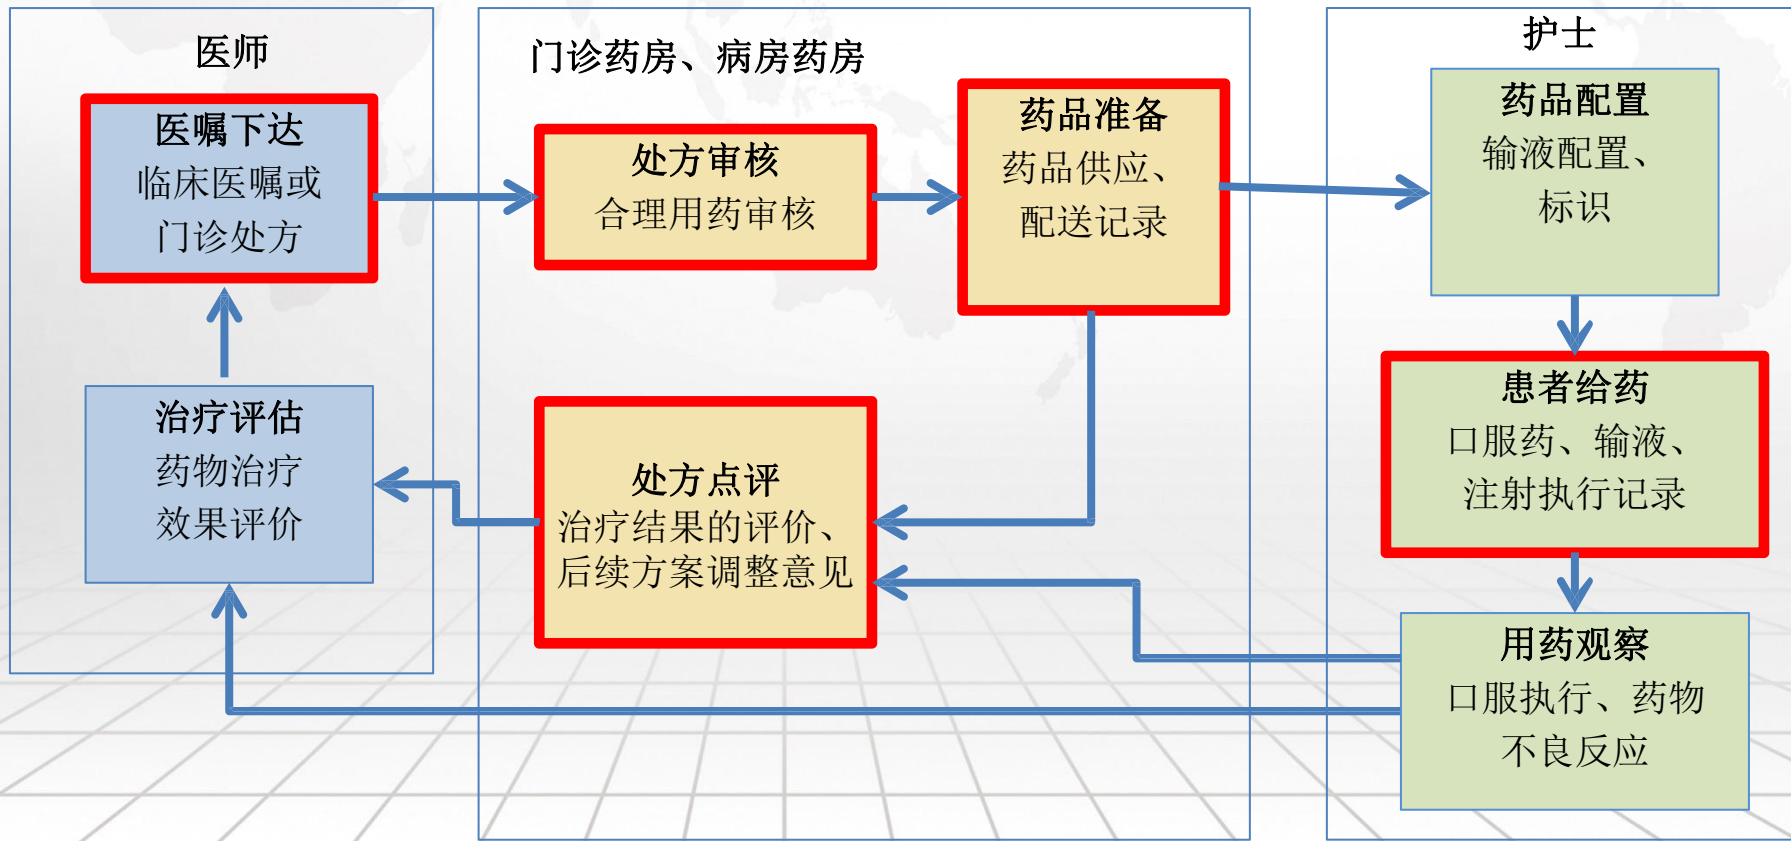 医师
医嘱下达
临床医嘱或
门诊处方
治疗评估
药物治疗
效果评价
门诊药房、病房药房
处方审核
合理用药审核
药品准备
药品供应、
配送记录
处方点评
治疗结果的评价、
后续方案调整意见
护士
药品配置
输液配置、
标识
患者给药
口服药、输液、
注射执行记录
用药观察
口服执行、药物
不良反应